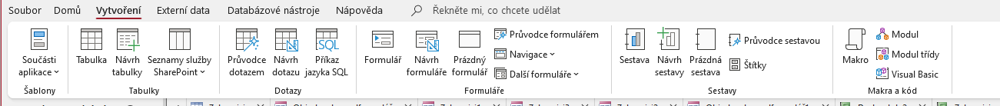 Soubor Domů Vytvoření Externí data Databázové nástroje Nápověda Řekněte mi, co chcete udělat
Součásti aplikace
Šablony
Tabulka
Návrh tabulky
Seznamy služby SharePoint
Tabulky
Průvodce dotazem
Návrh dotazu
Příkaz jazyka SQL
Dotazy
Formulář
Návrh formuláře
Prázdný formulář
Průvodce formulářem
Navigace
Další formuláře
Formuláře
Sestava
Návrh sestavy
Prázdná sestava
Průvodce sestavou
Štítky
Sestavy
Makro
Modul
Modul třídy
Visual Basic
Makra a kód